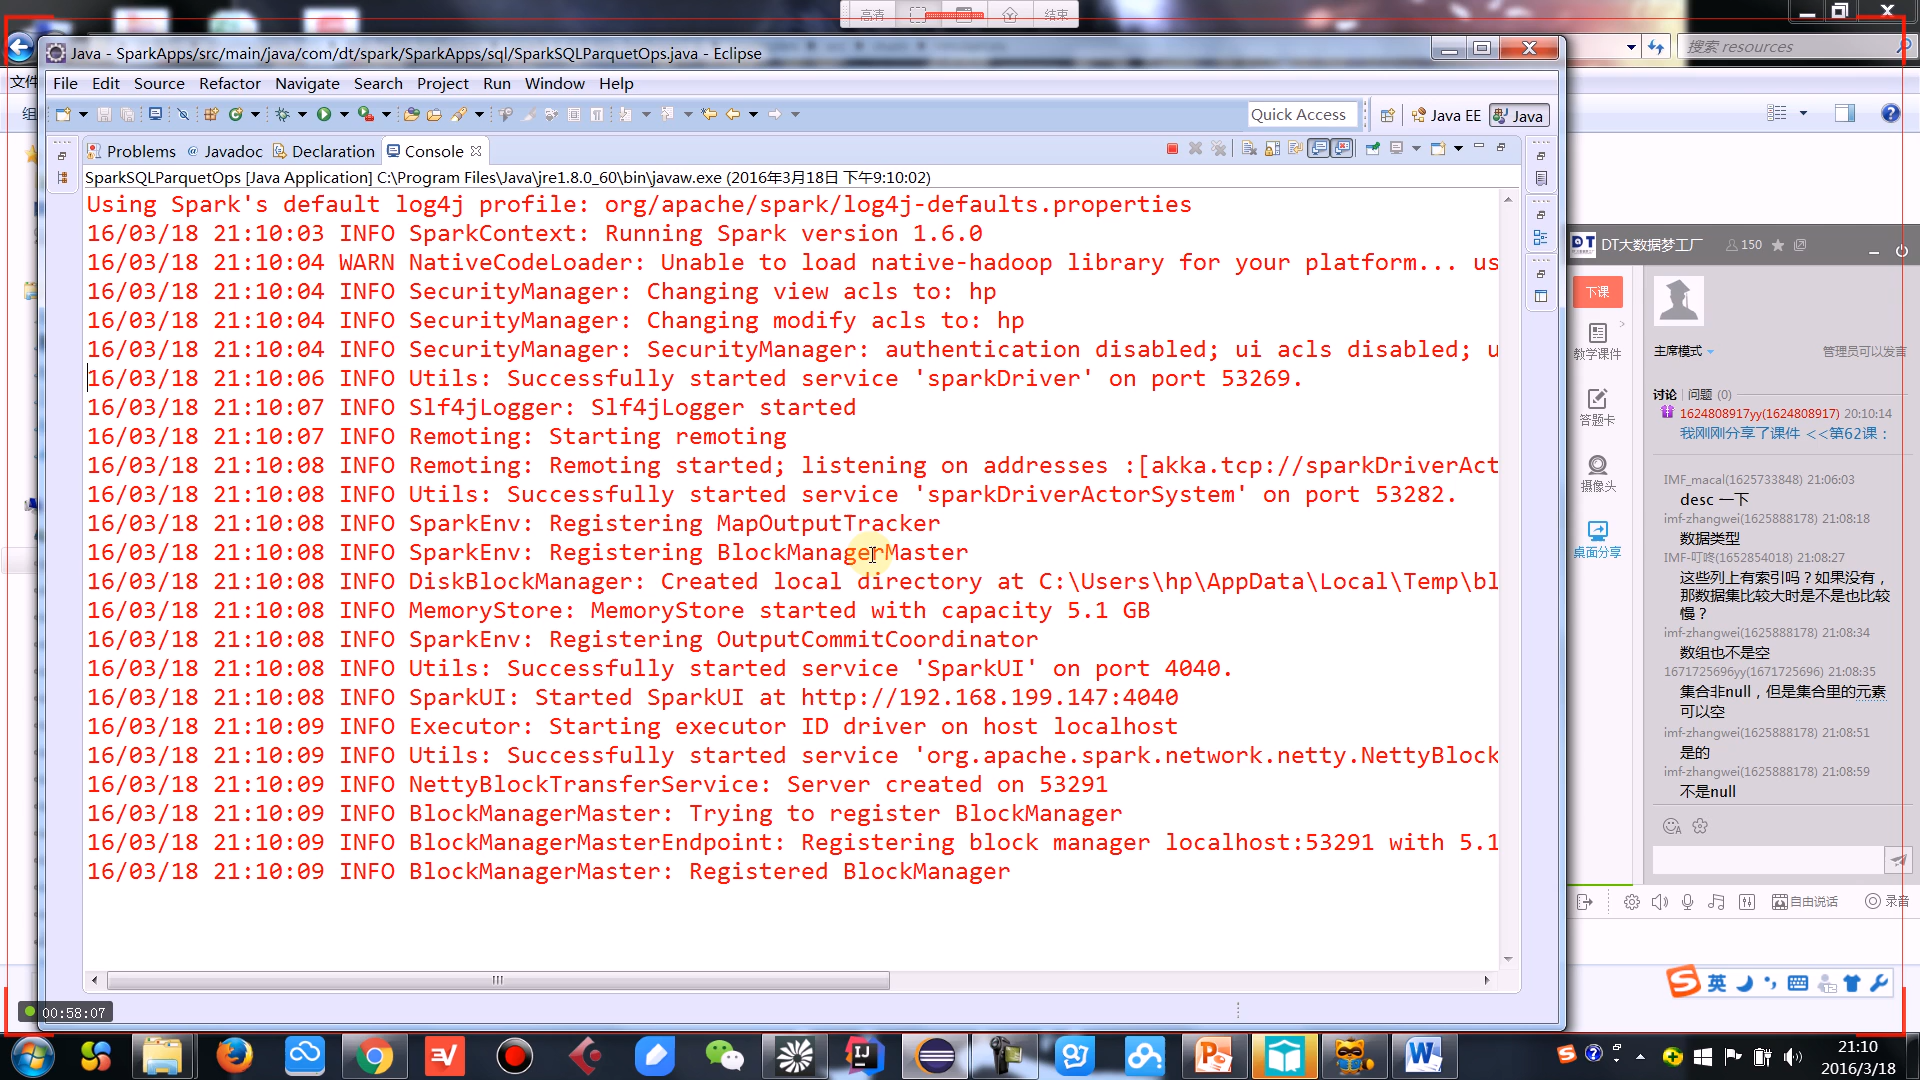 高清
结束
搜索 resources
文件
组
Java - SparkApps/src/main/java/com/dt/spark/SparkApps/sql/SparkSQLParquetOps.java - Eclipse
File Edit Source Refactor Navigate Search Project Run Window Help
Quick Access
Java EE
Java
Problems
@ Javadoc
Declaration
Console
SparkSQLParquetOps [Java Application] C:\Program Files\Java\jre1.8.0_60\bin\javaw.exe (2016年3月18日 下午9:10:02)
Using Spark's default log4j profile: org/apache/spark/log4j-defaults.properties
16/03/18 21:10:03 INFO SparkContext: Running Spark version 1.6.0
16/03/18 21:10:04 WARN NativeCodeLoader: Unable to load native-hadoop library for your platform... us
16/03/18 21:10:04 INFO SecurityManager: Changing view acls to: hp
16/03/18 21:10:04 INFO SecurityManager: Changing modify acls to: hp
16/03/18 21:10:04 INFO SecurityManager: SecurityManager: authentication disabled; ui acls disabled; u
16/03/18 21:10:06 INFO Utils: Successfully started service 'sparkDriver' on port 53269.
16/03/18 21:10:07 INFO Slf4jLogger: Slf4jLogger started
16/03/18 21:10:07 INFO Remoting: Starting remoting
16/03/18 21:10:08 INFO Remoting: Remoting started; listening on addresses :[akka.tcp://sparkDriverAct
16/03/18 21:10:08 INFO Utils: Successfully started service 'sparkDriverActorSystem' on port 53282.
16/03/18 21:10:08 INFO SparkEnv: Registering MapOutputTracker
16/03/18 21:10:08 INFO SparkEnv: Registering BlockManagerMaster
16/03/18 21:10:08 INFO DiskBlockManager: Created local directory at C:\Users\hp\AppData\Local\Temp\bl
16/03/18 21:10:08 INFO MemoryStore: MemoryStore started with capacity 5.1 GB
16/03/18 21:10:08 INFO SparkEnv: Registering OutputCommitCoordinator
16/03/18 21:10:08 INFO Utils: Successfully started service 'SparkUI' on port 4040.
16/03/18 21:10:08 INFO SparkUI: Started SparkUI at http://192.168.199.147:4040
16/03/18 21:10:09 INFO Executor: Starting executor ID driver on host localhost
16/03/18 21:10:09 INFO Utils: Successfully started service 'org.apache.spark.network.netty.NettyBlock
16/03/18 21:10:09 INFO NettyBlockTransferService: Server created on 53291
16/03/18 21:10:09 INFO BlockManagerMaster: Trying to register BlockManager
16/03/18 21:10:09 INFO BlockManagerMasterEndpoint: Registering block manager localhost:53291 with 5.1
16/03/18 21:10:09 INFO BlockManagerMaster: Registered BlockManager
DT大数据梦工厂 150
下课
教学课件
答题卡
摄像头
桌面分享
主席模式
管理员可以发言
讨论 | 问题 (0)
1624808917yy(1624808917) 20:10:14
我刚刚分享了课件 <<第62课：
IMF_macal(1625733848) 21:06:03
desc 一下
imf-zhangwei(1625888178) 21:08:18
数据类型
IMF-叮咚(1652854018) 21:08:27
这些列上有索引吗？如果没有，
那数据集比较大时是不是也比较
慢？
imf-zhangwei(1625888178) 21:08:34
数组也不是空
1671725696yy(1671725696) 21:08:35
集合非null，但是集合里的元素
可以空
imf-zhangwei(1625888178) 21:08:51
是的
imf-zhangwei(1625888178) 21:08:59
不是null
自由说话
录音
英
00:58:07
21:10
2016/3/18